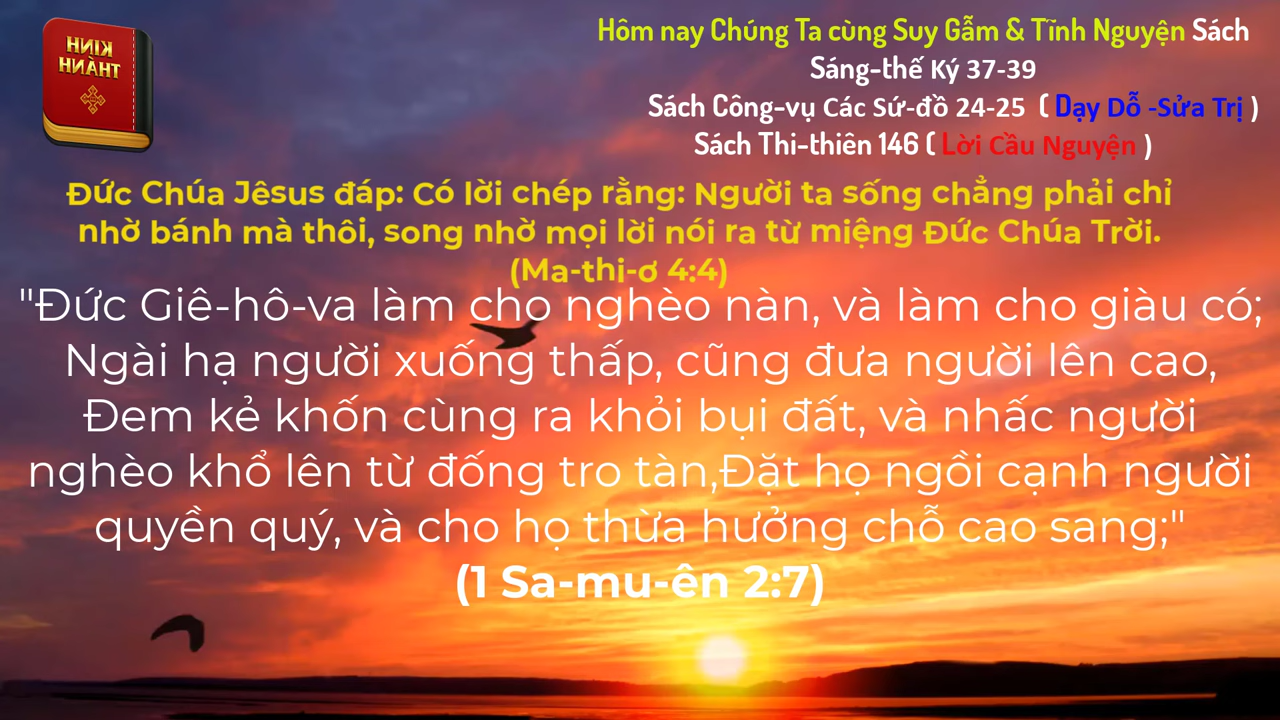 KINH
THÀNH
Hôm nay Chúng Ta cùng Suy Gẫm & Tĩnh Nguyện Sách
Sáng-thế Ký 37-39
Sách Công-vụ Các Sứ-đồ 24-25 ( Dạy Dỗ -Sửa Trị )
Sách Thi-thiên 146 ( Lời Cầu Nguyện )
Đức Chúa Jêsus đáp: Có lời chép rằng: Người ta sống chẳng phải chỉ
nhờ bánh mà thôi, song nhờ mọi lời nói ra từ miệng Đức Chúa Trời.
(Ma-thi-ơ 4:4)
"Đức Giê-hô-va làm cho nghèo nàn, và làm cho giàu có;
Ngài hạ người xuống thấp, cũng đưa người lên cao,
Đem kẻ khốn cùng ra khỏi bụi đất, và nhấc người
nghèo khổ lên từ đống tro tàn,Đặt họ ngồi cạnh người
quyền quý, và cho họ thừa hưởng chỗ cao sang;"
(1 Sa-mu-ên 2:7)